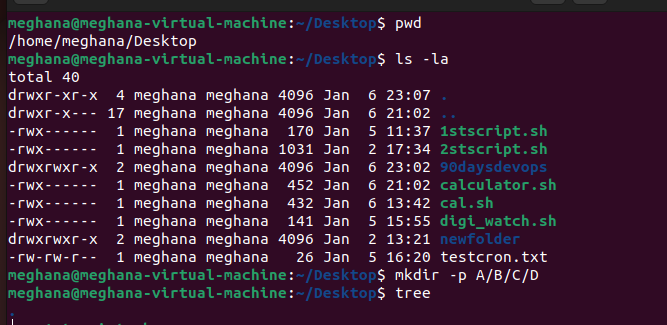 meghana@meghana-virtual-machine:~/Desktop$ pwd
/home/meghana/Desktop
meghana@meghana-virtual-machine:~/Desktop$ ls -la
total 40
drwxr-xr-x  4 meghana meghana 4096 Jan  6 23:07 .
drwxr-x--- 17 meghana meghana 4096 Jan  6 21:02 ..
-rwx------  1 meghana meghana  170 Jan  5 11:37 1stscript.sh
-rwx------  1 meghana meghana 1031 Jan  2 17:34 2stscript.sh
drwxrwxr-x  2 meghana meghana 4096 Jan  6 23:02 90daysdevops
-rwx------  1 meghana meghana  452 Jan  6 21:02 calculator.sh
-rwx------  1 meghana meghana  432 Jan  6 13:42 cal.sh
-rwx------  1 meghana meghana  141 Jan  5 15:55 digi_watch.sh
drwxrwxr-x  2 meghana meghana 4096 Jan  2 13:21 newfolder
-rw-rw-r--  1 meghana meghana   26 Jan  5 16:20 testcron.txt
meghana@meghana-virtual-machine:~/Desktop$ mkdir -p A/B/C/D
meghana@meghana-virtual-machine:~/Desktop$ tree
.